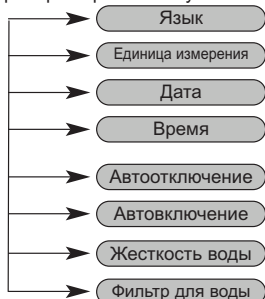 Язык
Единица измерения
Дата
Время
Автоотключение
Автовключение
Жесткость воды
Фильтр для воды